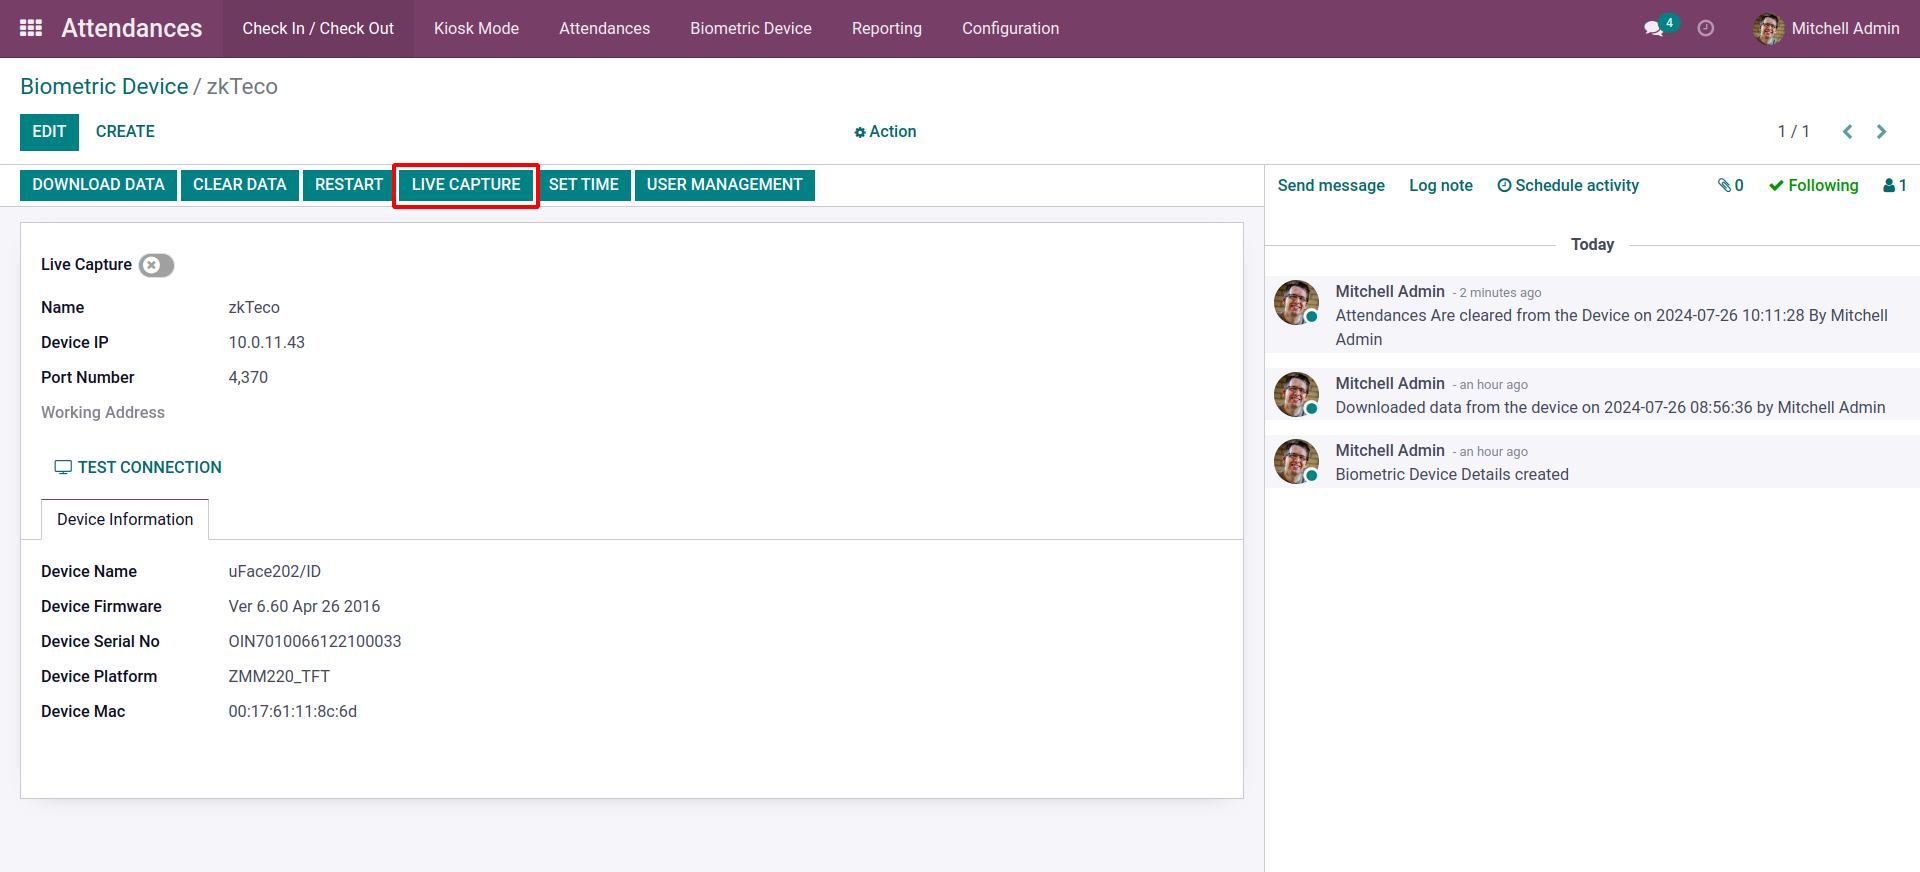 Attendances Check In / Check Out Kiosk Mode Attendances Biometric Device Reporting Configuration 4 Mitchell Admin
Biometric Device / zkTeco
EDIT CREATE Action 1 / 1
DOWNLOAD DATA CLEAR DATA RESTART LIVE CAPTURE SET TIME USER MANAGEMENT
Live Capture
Name zkTeco
Device IP 10.0.11.43
Port Number 4,370
Working Address
TEST CONNECTION
Device Information
Device Name uFace202/ID
Device Firmware Ver 6.60 Apr 26 2016
Device Serial No OIN7010066122100033
Device Platform ZMM220_TFT
Device Mac 00:17:61:11:8c:6d
Send message Log note Schedule activity 0 Following 1
Today
Mitchell Admin - 2 minutes ago
Attendances Are cleared from the Device on 2024-07-26 10:11:28 By Mitchell
Admin
Mitchell Admin - an hour ago
Downloaded data from the device on 2024-07-26 08:56:36 by Mitchell Admin
Mitchell Admin - an hour ago
Biometric Device Details created